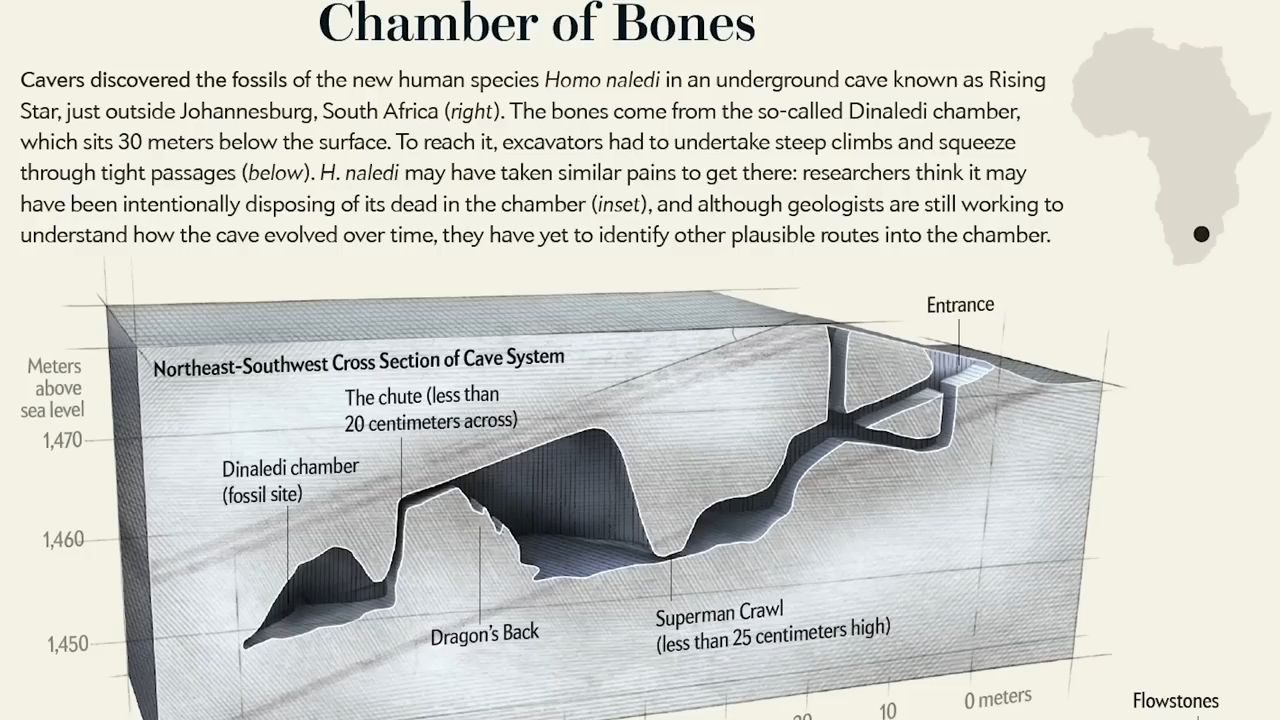 Chamber of Bones
Cavers discovered the fossils of the new human species Homo naledi in an underground cave known as Rising
Star, just outside Johannesburg, South Africa (right). The bones come from the so-called Dinaledi chamber,
which sits 30 meters below the surface. To reach it, excavators had to undertake steep climbs and squeeze
through tight passages (below). H. naledi may have taken similar pains to get there: researchers think it may
have been intentionally disposing of its dead in the chamber (inset), and although geologists are still working to
understand how the cave evolved over time, they have yet to identify other plausible routes into the chamber.
Entrance
Northeast-Southwest Cross Section of Cave System
Meters
above
sea level
The chute (less than
20 centimeters across)
1,470
Dinaledi chamber
(fossil site)
1,460
Superman Crawl
(less than 25 centimeters high)
Dragon's Back
1,450
0 meters
10
Flowstones